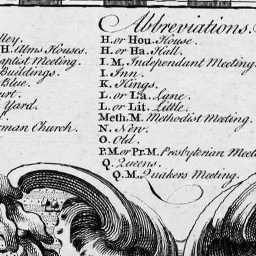 Abbreviations.
lley.
H. Alms Houses.
aptist Meeting.
Buildings.
Blue.
urt.
Yard.
rman Church.
H. or Hou. House.
H. or Ha. Hall.
I. M. Independant Meeting.
I. Inn.
K. Kings.
L. or La. Lane.
L. or Lit. Little.
Meth. M. Methodist Meeting.
N. New.
O. Old.
P.M. or Pr.M. Presbyterian Meeti
Q. Queens.
Q.M. Quakers Meeting.